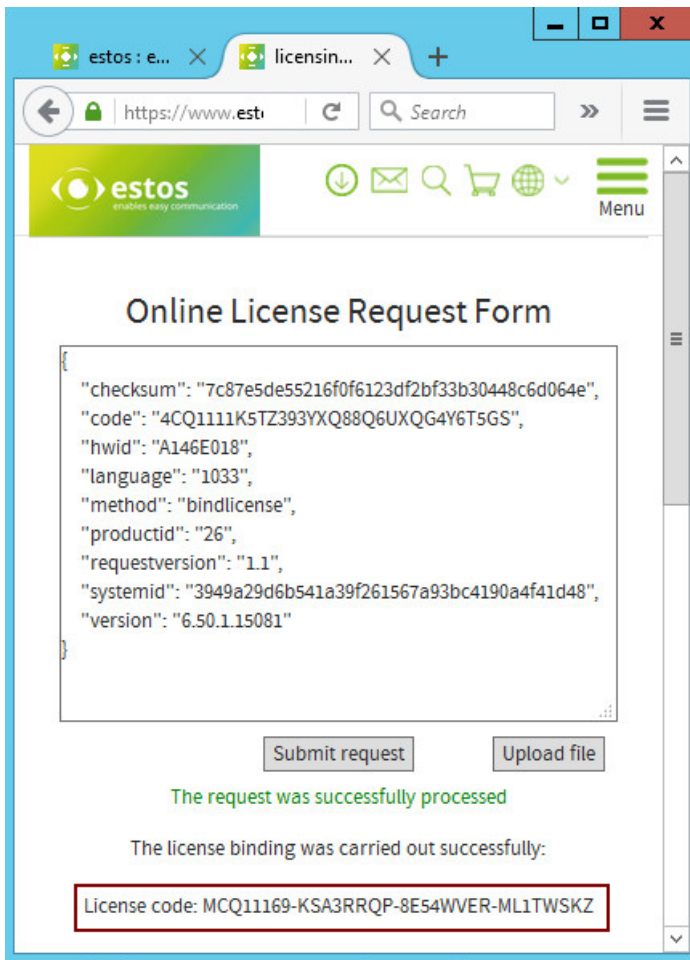 estos : e...
licensin...
https://www.est
Search
estos
enables easy communication
Menu
Online License Request Form
{
"checksum": "7c87e5de55216f0f6123df2bf33b30448c6d064e",
"code": "4CQ1111K5TZ393YXQ88Q6UXQG4Y6T5GS",
"hwid": "A146E018",
"language": "1033",
"method": "bindlicense",
"productid": "26",
"requestversion": "1.1",
"systemid": "3949a29d6b541a39f261567a93bc4190a4f41d48",
"version": "6.50.1.15081"
}
Submit request Upload file
The request was successfully processed
The license binding was carried out successfully:
License code: MCQ11169-KSA3RRQP-8E54WVER-ML1TWSKZ